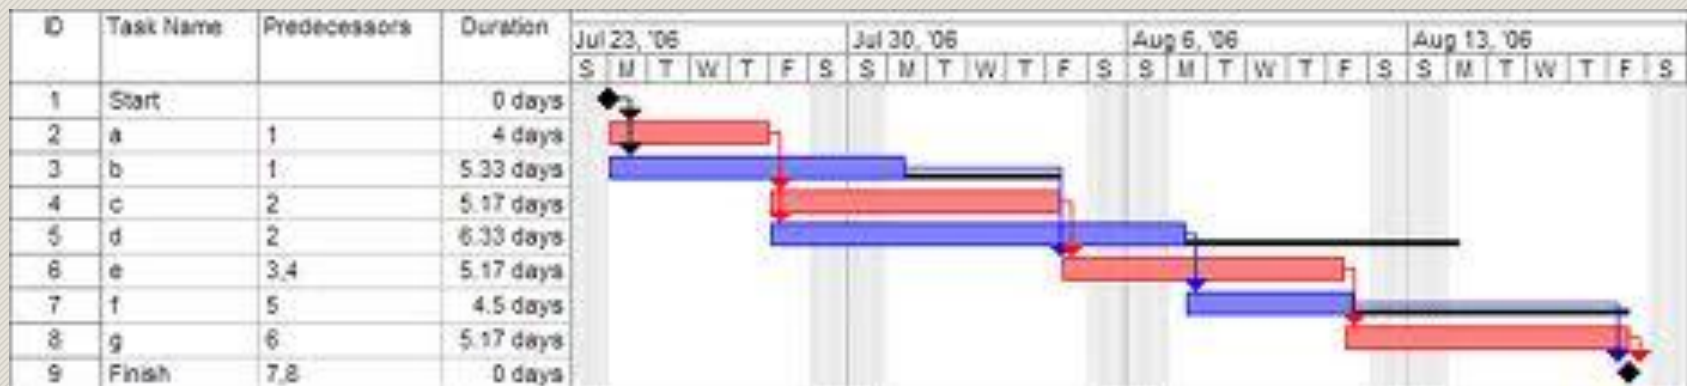 ID Task Name Predecessors Duration
Jul 23, '06 Jul 30, '06 Aug 6, '06 Aug 13, '06
S M T W T F S S M T W T F S S M T W T F S S M T W T F S
1 Start 0 days
2 a 1 4 days
3 b 1 5.33 days
4 c 2 5.17 days
5 d 2 6.33 days
6 e 3,4 5.17 days
7 f 5 4.5 days
8 g 6 5.17 days
9 Finish 7,8 0 days